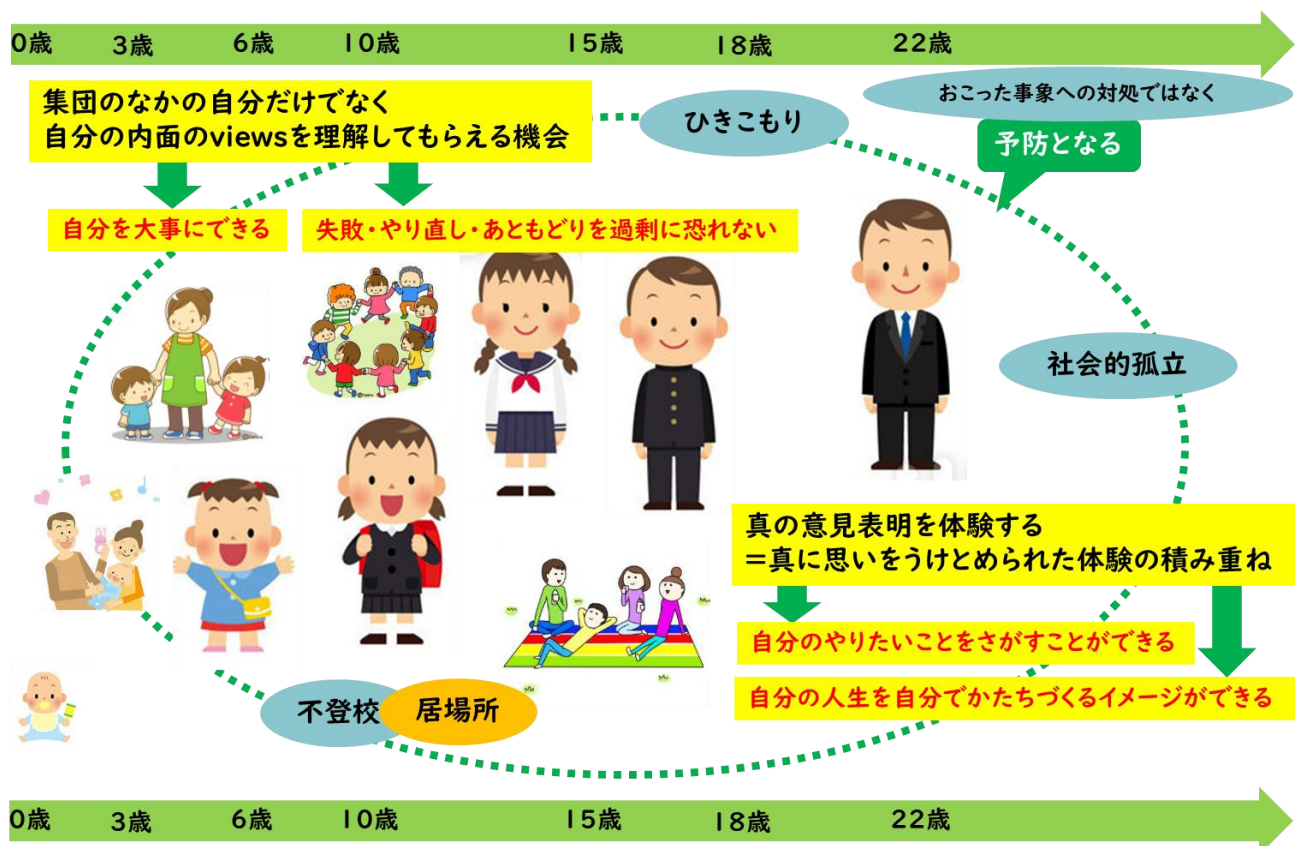 0歳 3歳 6歳 10歳 15歳 18歳 22歳
集団のなかの自分だけでなく
自分の内面のviewsを理解してもらえる機会
ひきこもり
おこった事象への対処ではなく
予防となる
自分を大事にできる
失敗・やり直し・あともどりを過剰に恐れない
社会的孤立
真の意見表明を体験する
＝真に思いをうけとめられた体験の積み重ね
自分のやりたいことをさがすことができる
自分の人生を自分でかたちづくるイメージができる
不登校
居場所
0歳 3歳 6歳 10歳 15歳 18歳 22歳